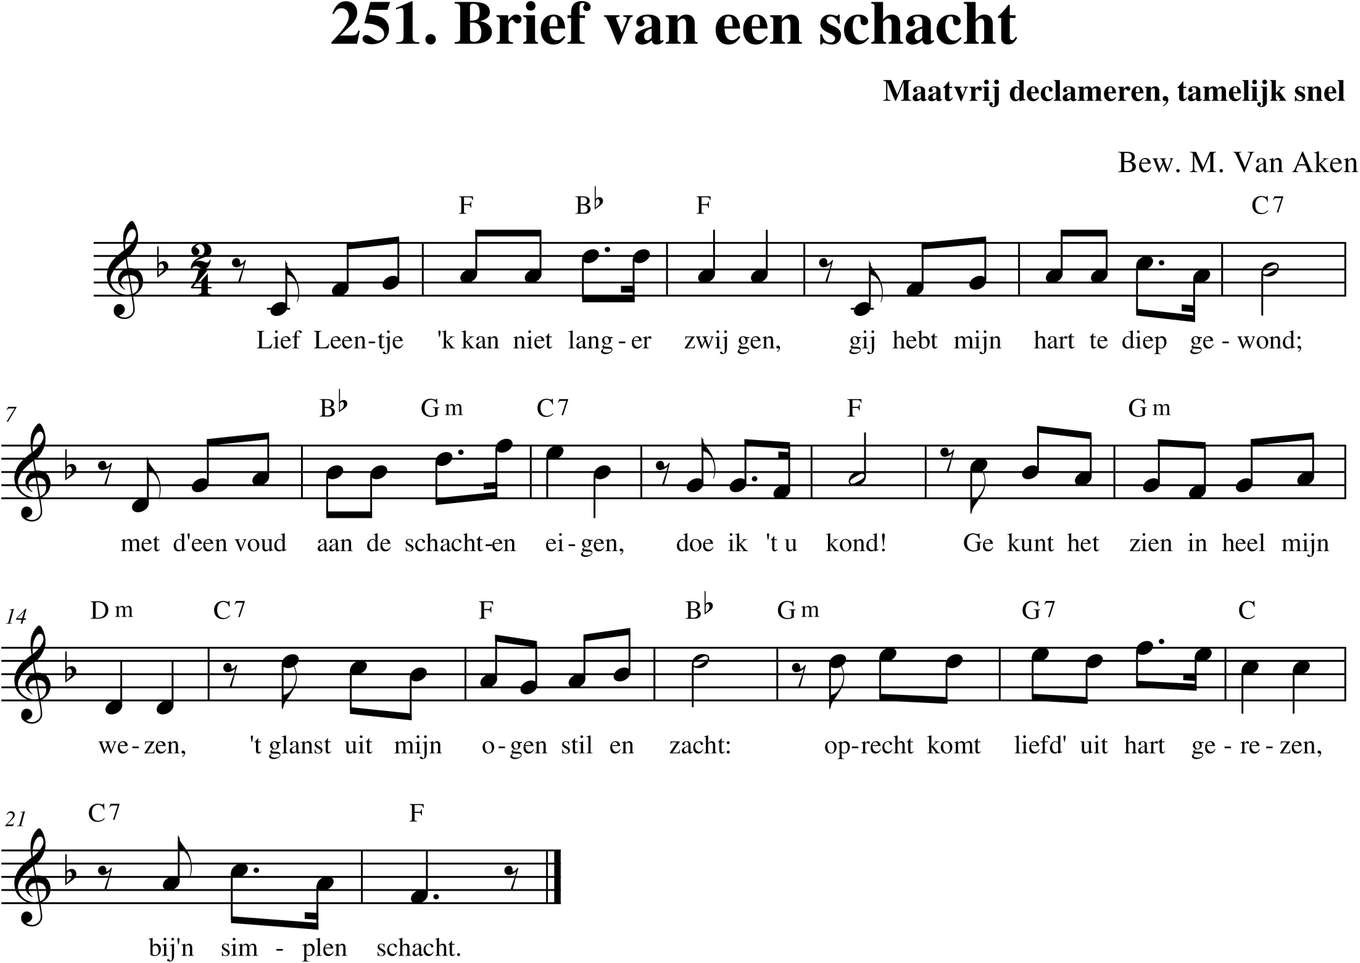 251. Brief van een schacht
Maatvrij declameren, tamelijk snel
Bew. M. Van Aken
F B♭ F C7
2
4
Lief Leen-tje 'k kan niet lang - er zwij gen, gij hebt mijn hart te diep ge - wond;
7
B♭ Gm C7 F Gm
met d'een voud aan de schacht-en ei - gen, doe ik 't u kond! Ge kunt het zien in heel mijn
14
Dm C7 F B♭ Gm G7 C
we - zen, 't glanst uit mijn o - gen stil en zacht: op-recht komt liefd' uit hart ge - re - zen,
21
C7 F
bij'n sim - plen schacht.